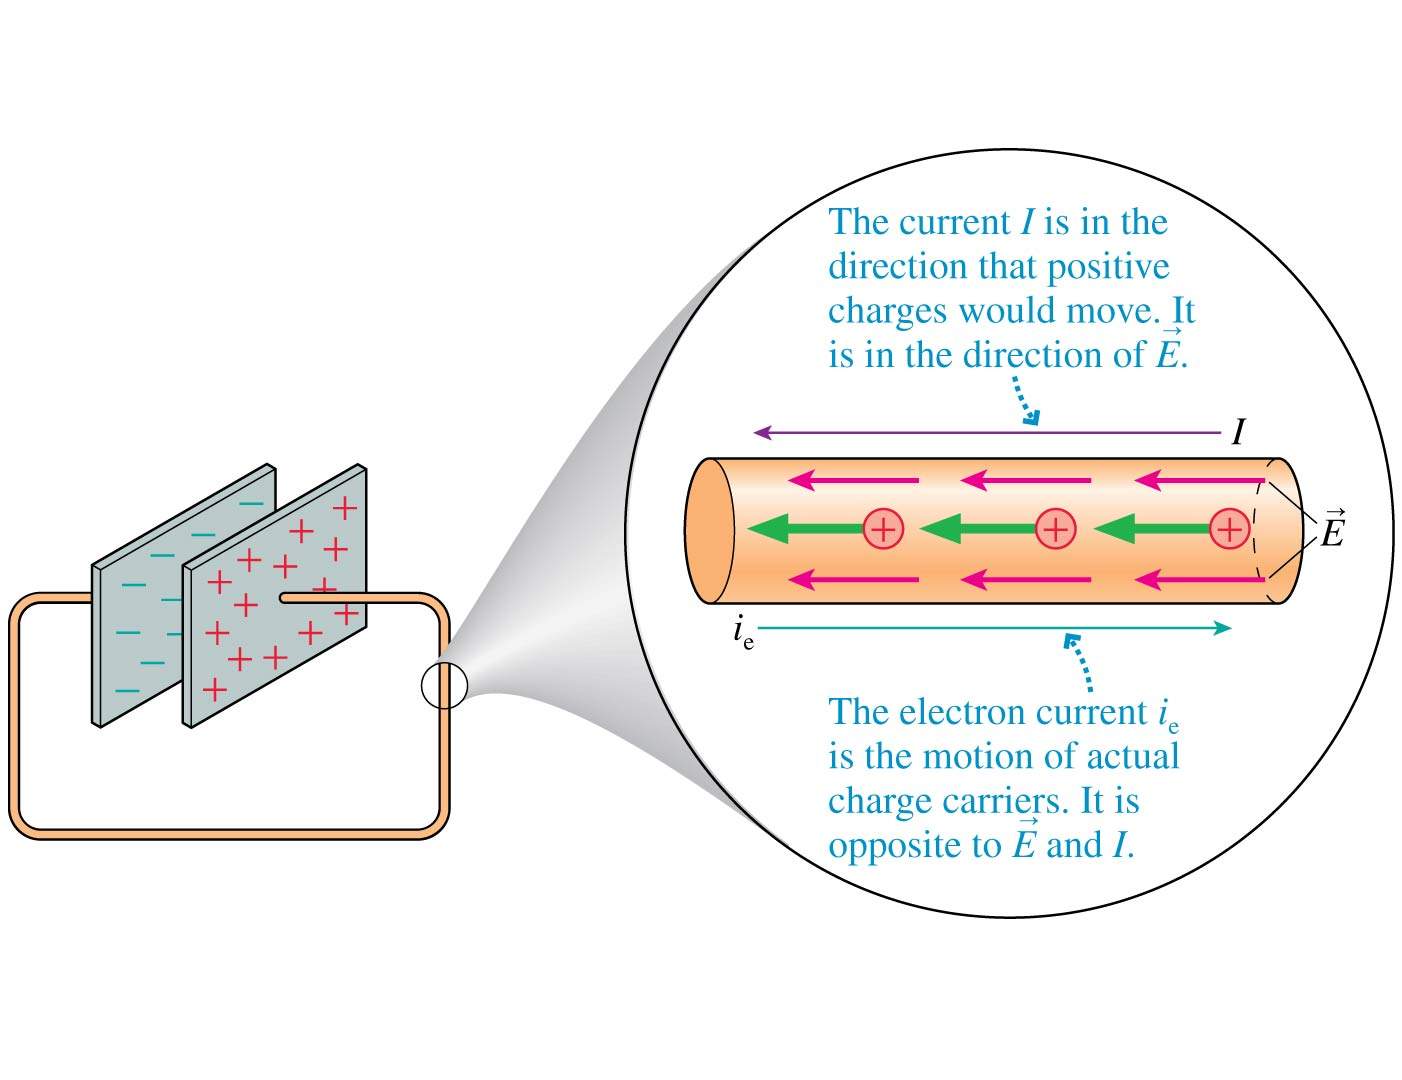 The current I is in the
direction that positive
charges would move. It
is in the direction of E⃗.
I
E⃗
iₑ
The electron current iₑ
is the motion of actual
charge carriers. It is
opposite to E⃗ and I.